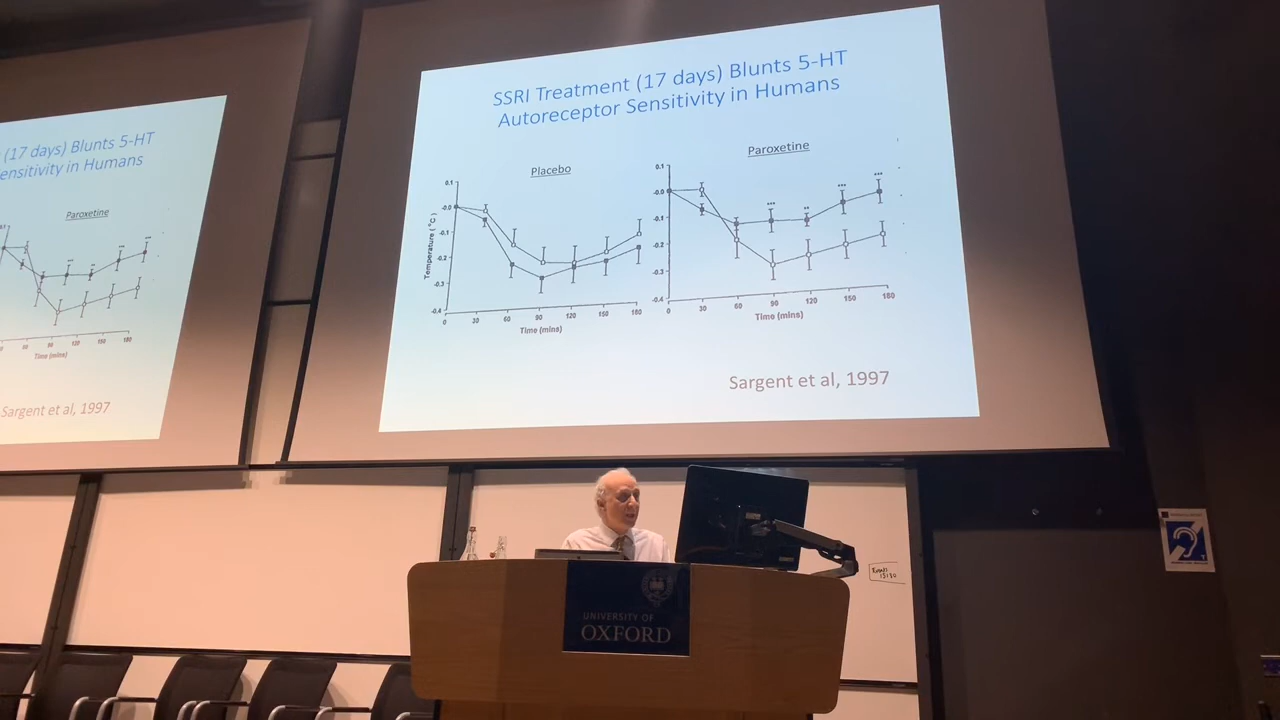 SSRI Treatment (17 days) Blunts 5-HT
Autoreceptor Sensitivity in Humans
Placebo
Paroxetine
0.1
-0.0
-0.1
-0.2
-0.3
-0.4
Temperature (°C)
0 30 60 90 120 150 180
Time (mins)
0.1
-0.0
-0.1
-0.2
-0.3
-0.4
*** ** *** ***
0 30 60 90 120 150 180
Time (mins)
Sargent et al, 1997
(17 days) Blunts 5-HT
ensitivity in Humans
Paroxetine
Time (mins)
Sargent et al, 1997
UNIVERSITY OF
OXFORD